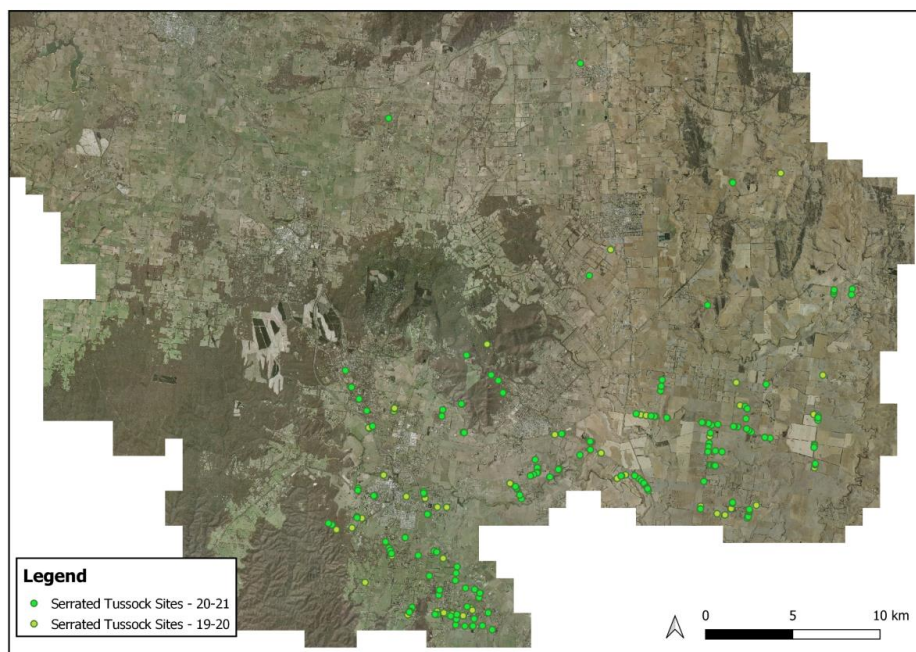 Legend
Serrated Tussock Sites - 20-21
Serrated Tussock Sites - 19-20
0 5 10 km